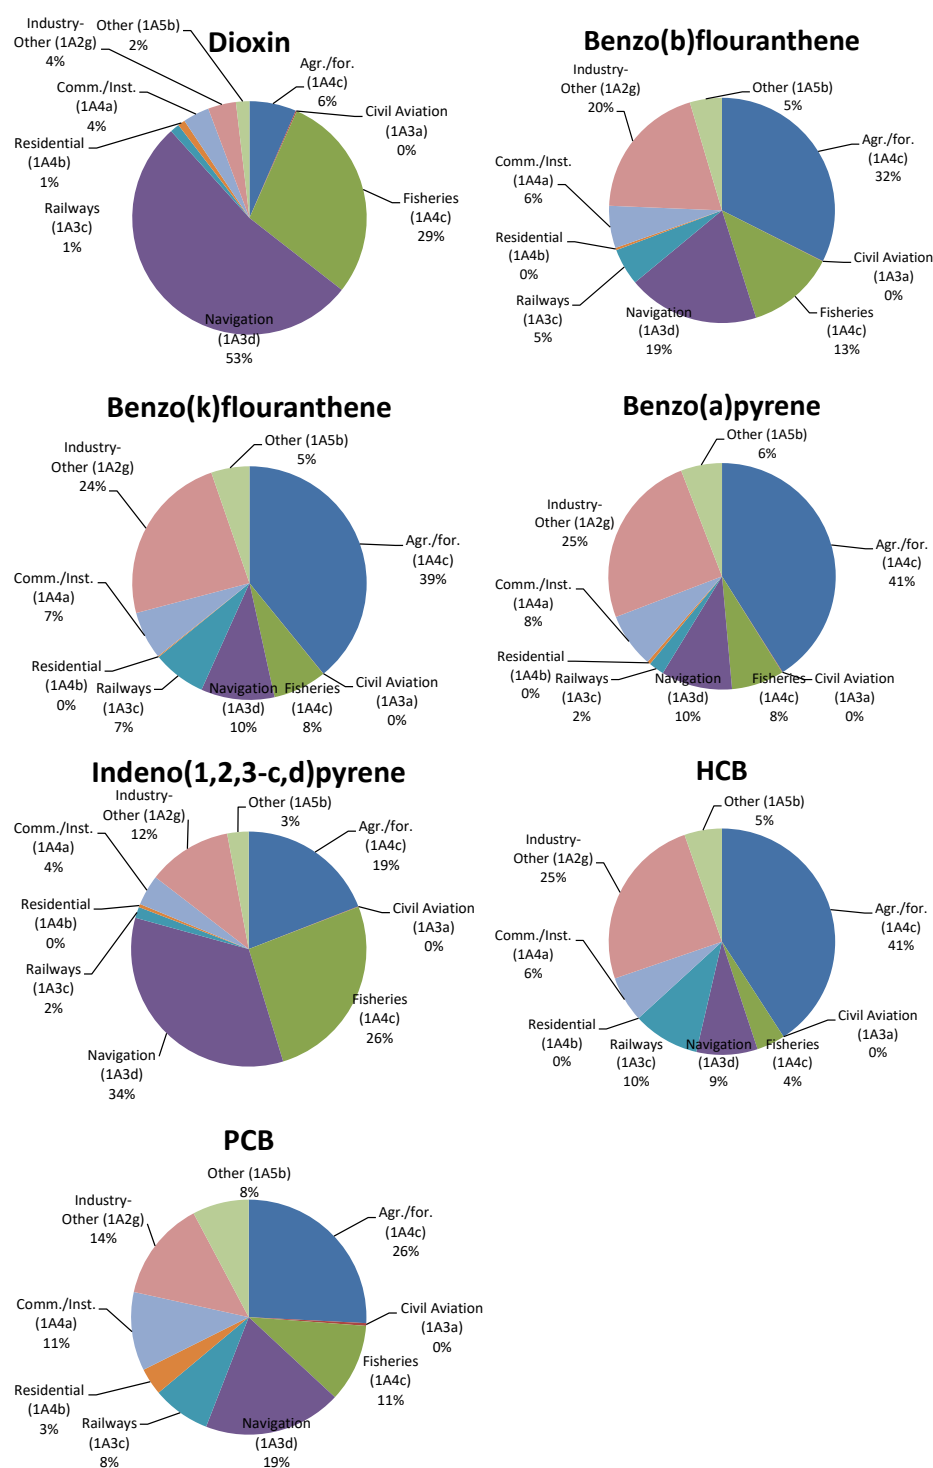 Dioxin
Industry-
Other (1A2g)
4%
Other (1A5b)
2%
Agr./for.
(1A4c)
6%
Civil Aviation
(1A3a)
0%
Fisheries
(1A4c)
29%
Navigation
(1A3d)
53%
Railways
(1A3c)
1%
Residential
(1A4b)
1%
Comm./Inst.
(1A4a)
4%
Benzo(b)flouranthene
Industry-
Other (1A2g)
20%
Other (1A5b)
5%
Agr./for.
(1A4c)
32%
Civil Aviation
(1A3a)
0%
Fisheries
(1A4c)
13%
Navigation
(1A3d)
19%
Railways
(1A3c)
5%
Residential
(1A4b)
0%
Comm./Inst.
(1A4a)
6%
Benzo(k)flouranthene
Industry-
Other (1A2g)
24%
Other (1A5b)
5%
Agr./for.
(1A4c)
39%
Civil Aviation
(1A3a)
0%
Fisheries
(1A4c)
8%
Navigation
(1A3d)
10%
Railways
(1A3c)
7%
Residential
(1A4b)
0%
Comm./Inst.
(1A4a)
7%
Benzo(a)pyrene
Industry-
Other (1A2g)
25%
Other (1A5b)
6%
Agr./for.
(1A4c)
41%
Civil Aviation
(1A3a)
0%
Fisheries
(1A4c)
8%
Navigation
(1A3d)
10%
Railways
(1A3c)
2%
Residential
(1A4b)
0%
Comm./Inst.
(1A4a)
8%
Indeno(1,2,3-c,d)pyrene
Industry-
Other (1A2g)
12%
Other (1A5b)
3%
Agr./for.
(1A4c)
19%
Civil Aviation
(1A3a)
0%
Fisheries
(1A4c)
26%
Navigation
(1A3d)
34%
Railways
(1A3c)
2%
Residential
(1A4b)
0%
Comm./Inst.
(1A4a)
4%
HCB
Industry-
Other (1A2g)
25%
Other (1A5b)
5%
Agr./for.
(1A4c)
41%
Civil Aviation
(1A3a)
0%
Fisheries
(1A4c)
4%
Navigation
(1A3d)
9%
Railways
(1A3c)
10%
Residential
(1A4b)
0%
Comm./Inst.
(1A4a)
6%
PCB
Industry-
Other (1A2g)
14%
Other (1A5b)
8%
Agr./for.
(1A4c)
26%
Civil Aviation
(1A3a)
0%
Fisheries
(1A4c)
11%
Navigation
(1A3d)
19%
Railways
(1A3c)
8%
Residential
(1A4b)
3%
Comm./Inst.
(1A4a)
11%